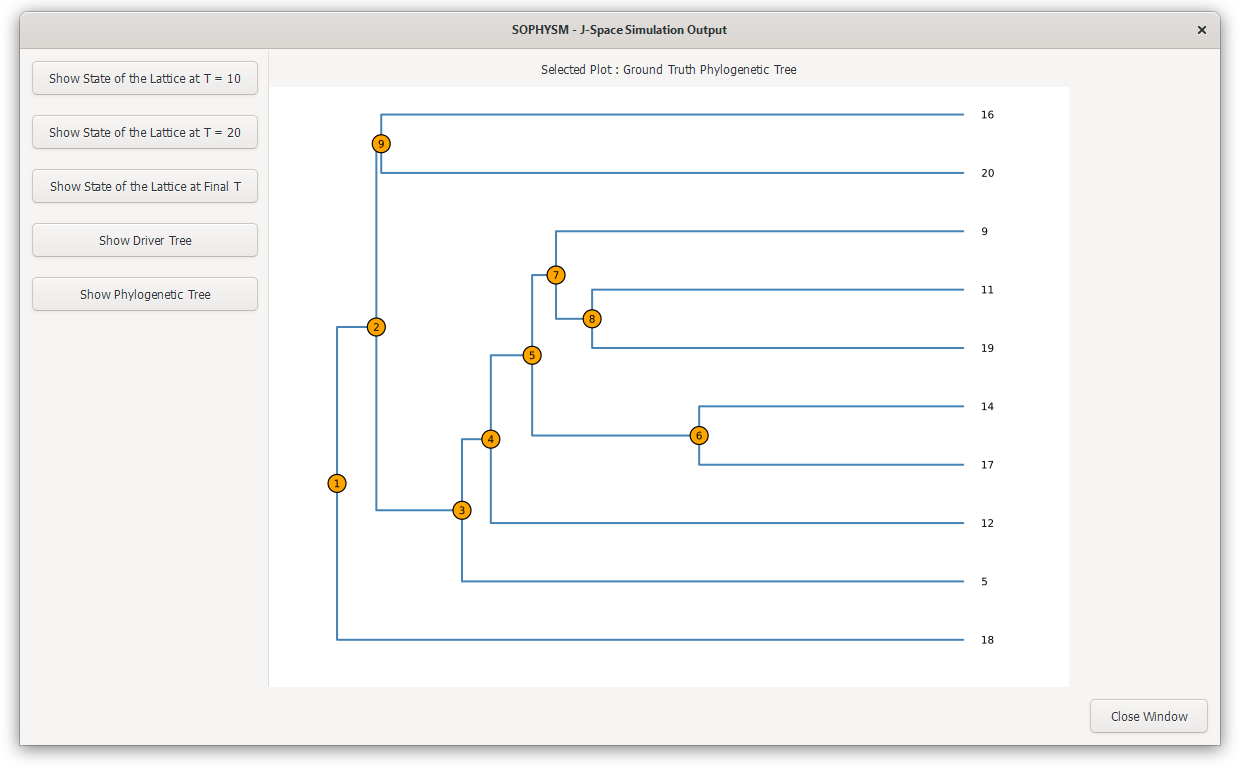 SOPHYSM - J-Space Simulation Output
×
Show State of the Lattice at T = 10
Show State of the Lattice at T = 20
Show State of the Lattice at Final T
Show Driver Tree
Show Phylogenetic Tree
Selected Plot : Ground Truth Phylogenetic Tree
16
9
20
9
7
11
8
2
19
5
14
6
4
17
1
3
12
5
18
Close Window